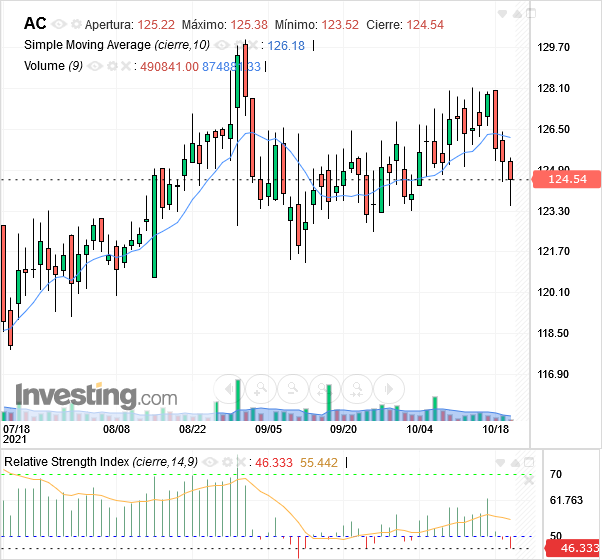 AC Apertura: 125.22 Máximo: 125.38 Mínimo: 123.52 Cierre: 124.54
Simple Moving Average (cierre,10) : 126.18
Volume (9) : 490841.00 874881.33
129.70
128.10
126.50
124.90
124.54
123.30
121.70
120.10
118.50
116.90
Investing.com
07/18 08/08 08/22 09/05 09/20 10/04 10/18
2021
Relative Strength Index (cierre,14,9) : 46.333 55.442
70
61.763
50
46.333